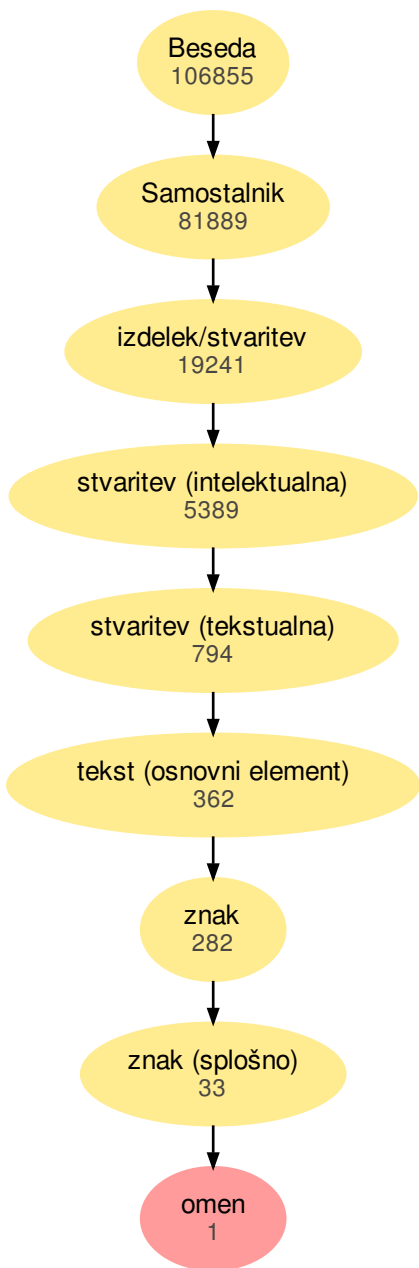 Beseda
106855
Samostalnik
81889
izdelek/stvaritev
19241
stvaritev (intelektualna)
5389
stvaritev (tekstualna)
794
tekst (osnovni element)
362
znak
282
znak (splošno)
33
omen
1